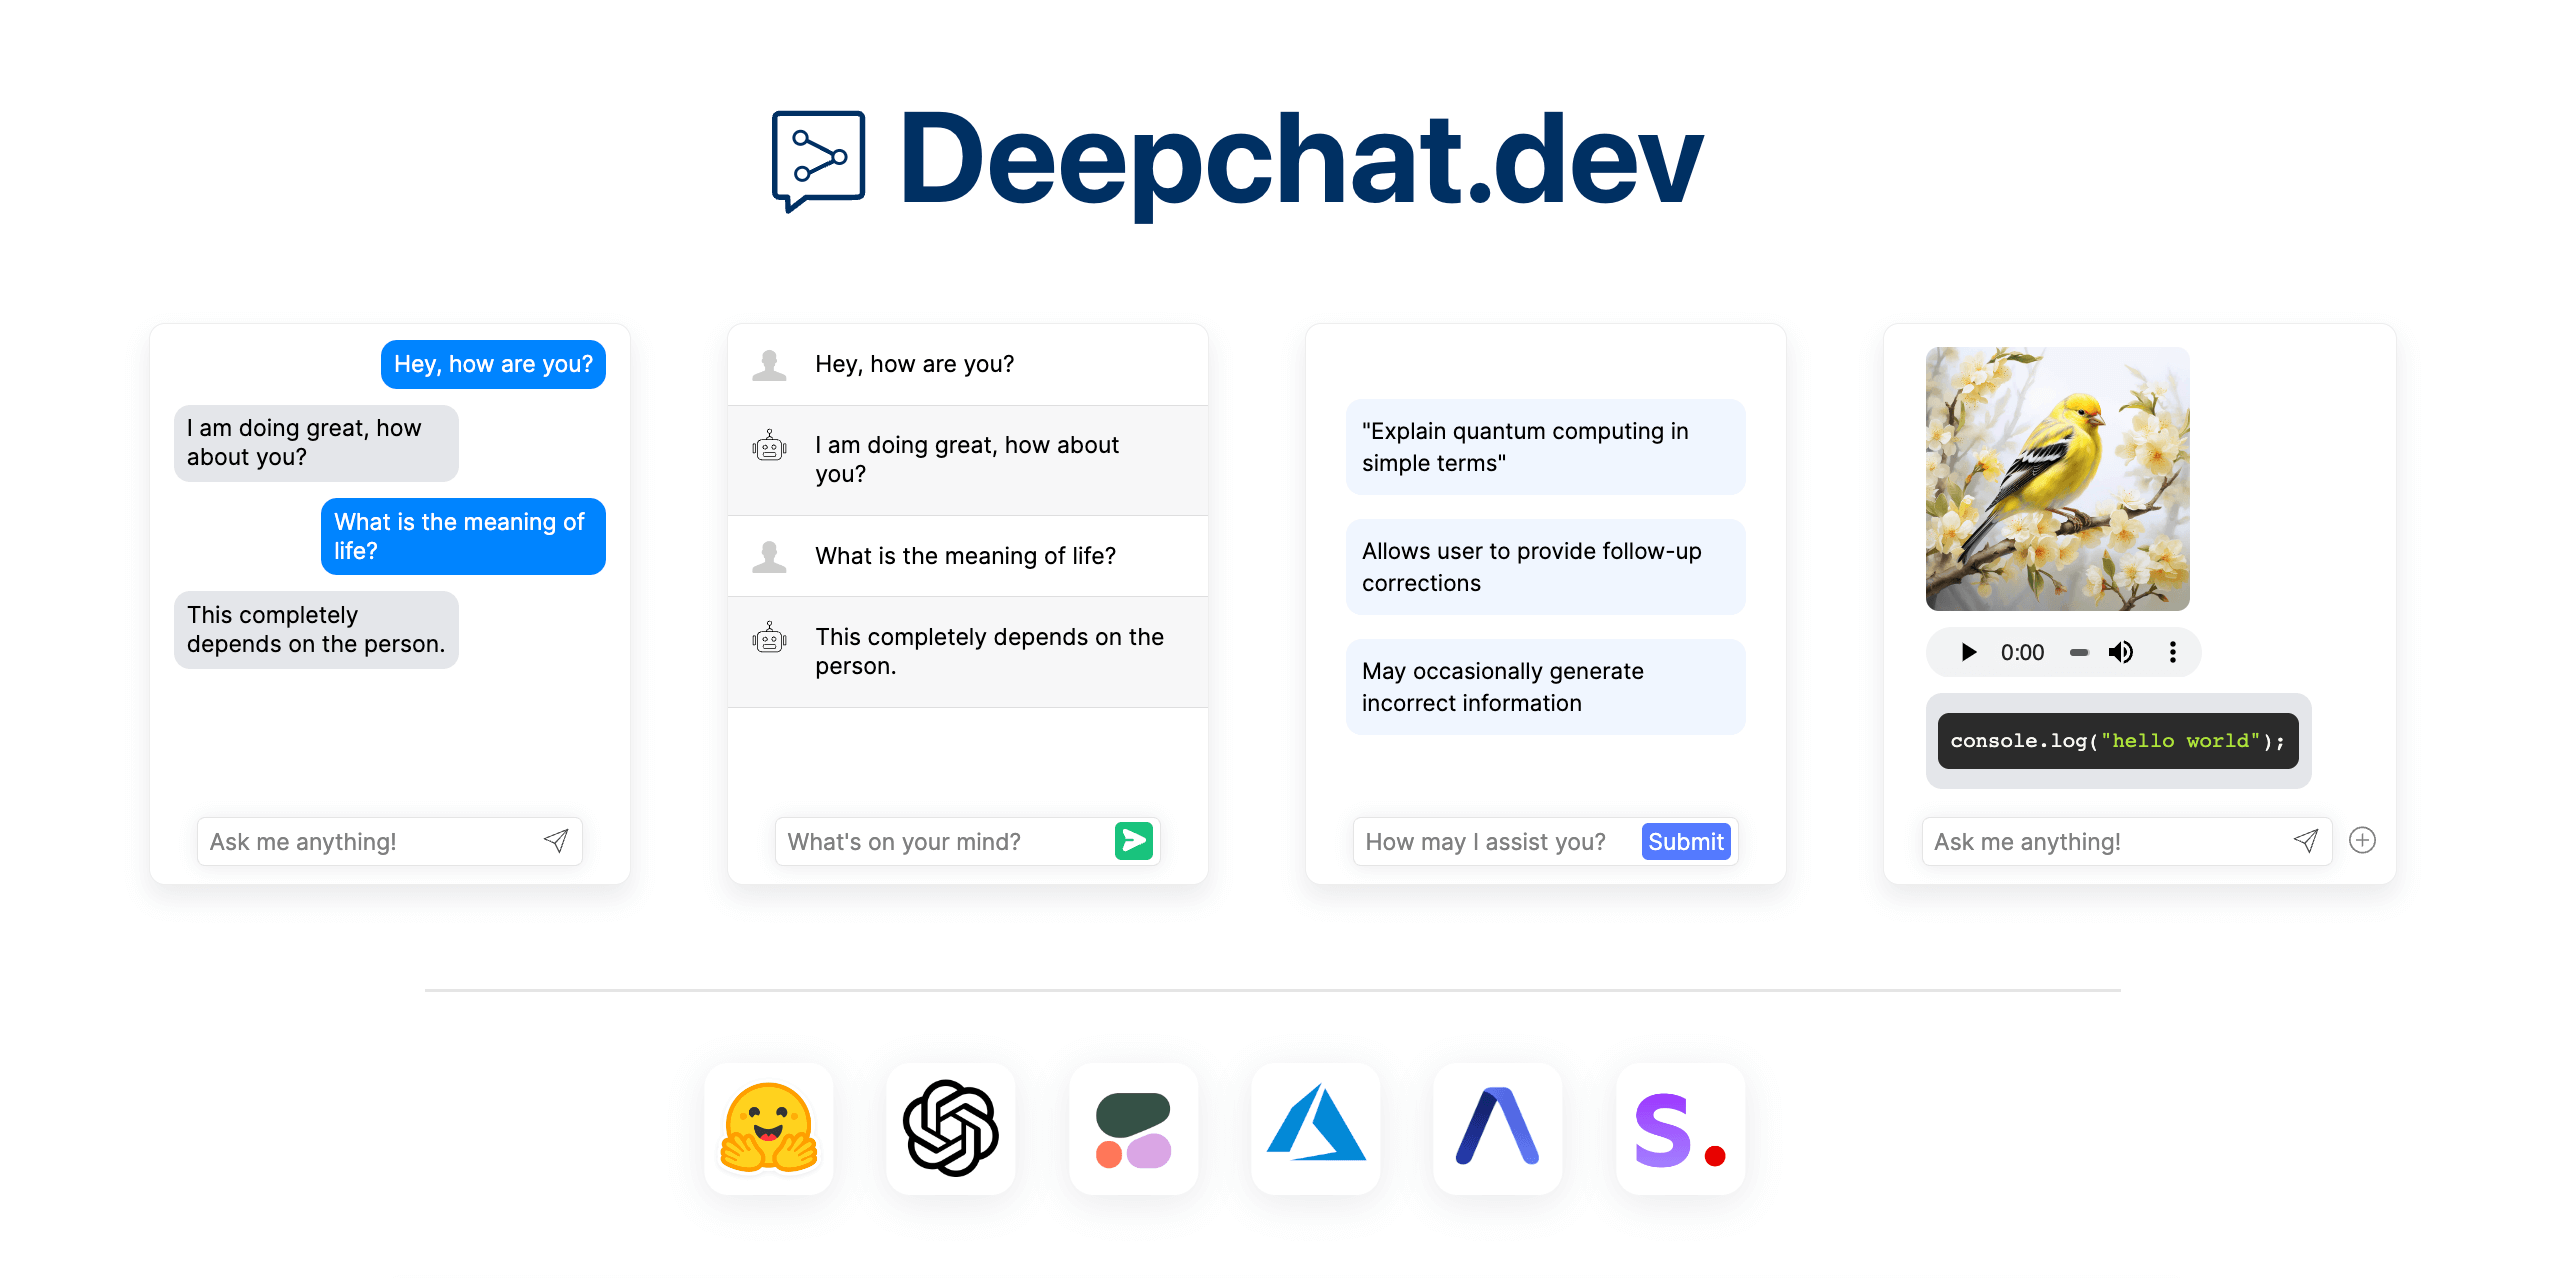 Deepchat.dev
Hey, how are you?
I am doing great, how
about you?
What is the meaning of
life?
This completely
depends on the person.
Ask me anything!
Hey, how are you?
I am doing great, how about
you?
What is the meaning of life?
This completely depends on the
person.
What's on your mind?
"Explain quantum computing in
simple terms"
Allows user to provide follow-up
corrections
May occasionally generate
incorrect information
How may I assist you?
Submit
0:00
console.log("hello world");
Ask me anything!
S.